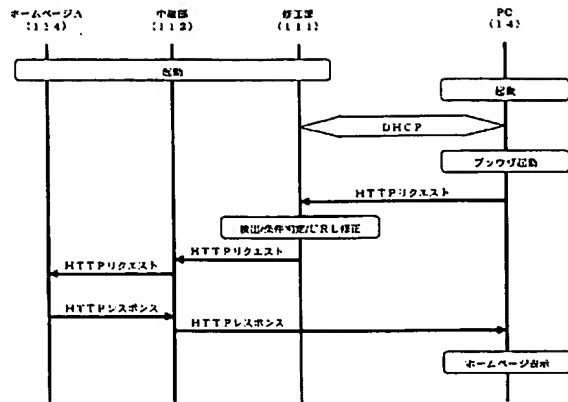 ホームページA 中継部 修正部 PC
(114) (112) (111) (14)
起動
起動
DHCP
ブラウザ起動
HTTPリクエスト
検出/条件判定/URL修正
HTTPリクエスト
HTTPリクエスト
HTTPレスポンス
HTTPレスポンス
ホームページ表示